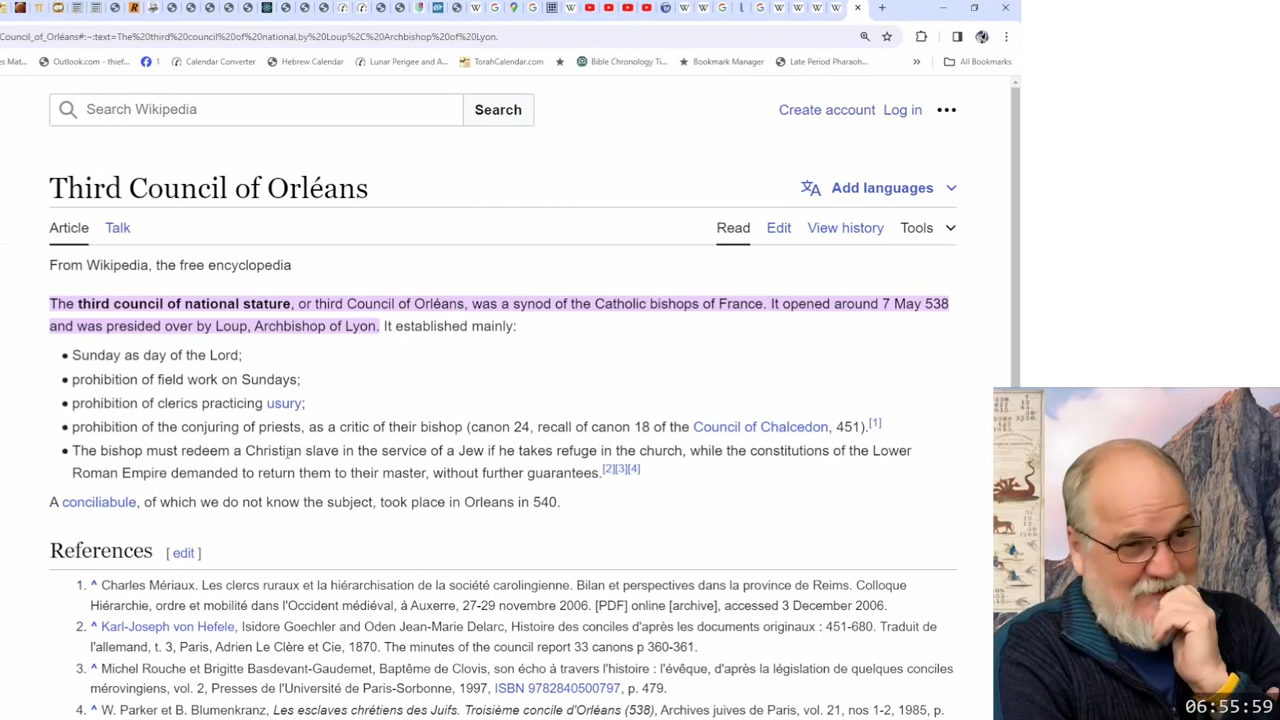 Council_of_Orléans#:~:text=The%20third%20council%20of%20national,by%20Loup%2C%20Archbishop%20of%20Lyon.
s Mat... Outlook.com - thief... 1 Calendar Converter Hebrew Calendar Lunar Perigee and A... TorahCalendar.com Bible Chronology Ti... Bookmark Manager Late Period Pharaoh... » All Bookmarks
Search Wikipedia Search Create account Log in •••
Third Council of Orléans Add languages
Article Talk Read Edit View history Tools
From Wikipedia, the free encyclopedia
The third council of national stature, or third Council of Orléans, was a synod of the Catholic bishops of France. It opened around 7 May 538
and was presided over by Loup, Archbishop of Lyon. It established mainly:
• Sunday as day of the Lord;
• prohibition of field work on Sundays;
• prohibition of clerics practicing usury;
• prohibition of the conjuring of priests, as a critic of their bishop (canon 24, recall of canon 18 of the Council of Chalcedon, 451).[1]
• The bishop must redeem a Christian slave in the service of a Jew if he takes refuge in the church, while the constitutions of the Lower
Roman Empire demanded to return them to their master, without further guarantees.[2][3][4]
A conciliabule, of which we do not know the subject, took place in Orleans in 540.
References [ edit ]
1. ^ Charles Mériaux. Les clercs ruraux et la hiérarchisation de la société carolingienne. Bilan et perspectives dans la province de Reims. Colloque
Hiérarchie, ordre et mobilité dans l'Occident médiéval, à Auxerre, 27-29 novembre 2006. [PDF] online [archive], accessed 3 December 2006.
2. ^ Karl-Joseph von Hefele, Isidore Goechler and Dom Jean-Marie Delarc, Histoire des conciles d'après les documents originaux : 451-680. Traduit de
l'allemand, t. 3, Paris, Adrien Le Clère et Cie, 1870. The minutes of the council report 33 canons p 360-361.
3. ^ Michel Rouche et Brigitte Basdevant-Gaudemet, Baptême de Clovis, son écho à travers l'histoire : l'évêque, d'après la législation de quelques conciles
mérovingiens, vol. 2, Presses de l'Université de Paris-Sorbonne, 1997, ISBN 9782840500797, p. 479.
4. ^ W. Parker et B. Blumenkranz, Les esclaves chrétiens des Juifs. Troisième concile d'Orléans (538), Archives juives de Paris, vol. 21, nos 1-2, 1985, p.
06:55:59